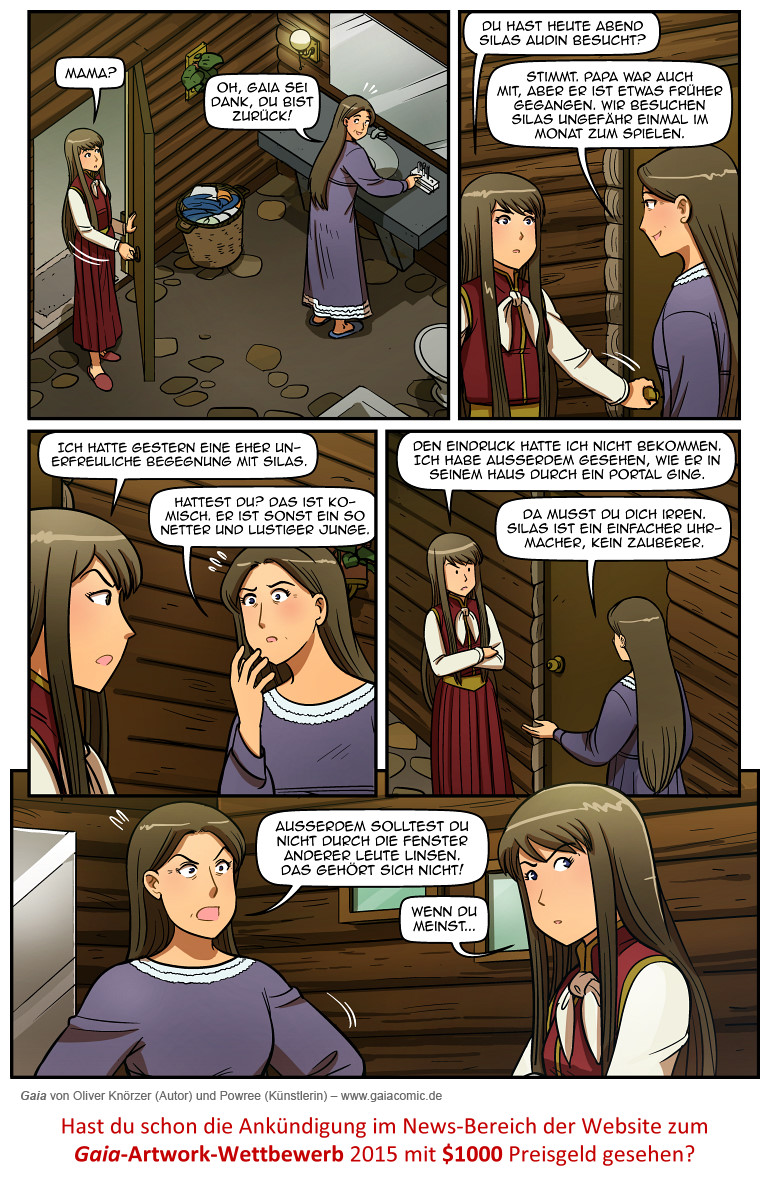 MAMA?
OH, GAIA SEI
DANK, DU BIST
ZURÜCK!
DU HAST HEUTE ABEND
SILAS AUDIN BESUCHT?
STIMMT. PAPA WAR AUCH
MIT, ABER ER IST ETWAS FRÜHER
GEGANGEN. WIR BESUCHEN
SILAS UNGEFÄHR EINMAL IM
MONAT ZUM SPIELEN.
ICH HATTE GESTERN EINE EHER UN-
ERFREULICHE BEGEGNUNG MIT SILAS.
HATTEST DU? DAS IST KO-
MISCH. ER IST SONST EIN SO
NETTER UND LUSTIGER JUNGE.
DEN EINDRUCK HATTE ICH NICHT BEKOMMEN.
ICH HABE AUSSERDEM GESEHEN, WIE ER IN
SEINEM HAUS DURCH EIN PORTAL GING.
DA MUSST DU DICH IRREN.
SILAS IST EIN EINFACHER UHR-
MACHER, KEIN ZAUBERER.
AUSSERDEM SOLLTEST DU
NICHT DURCH DIE FENSTER
ANDERER LEUTE LINSEN.
DAS GEHÖRT SICH NICHT!
WENN DU
MEINST...
Gaia von Oliver Knörzer (Autor) und Powree (Künstlerin) – www.gaiacomic.de
Hast du schon die Ankündigung im News-Bereich der Website zum
Gaia-Artwork-Wettbewerb 2015 mit $1000 Preisgeld gesehen?